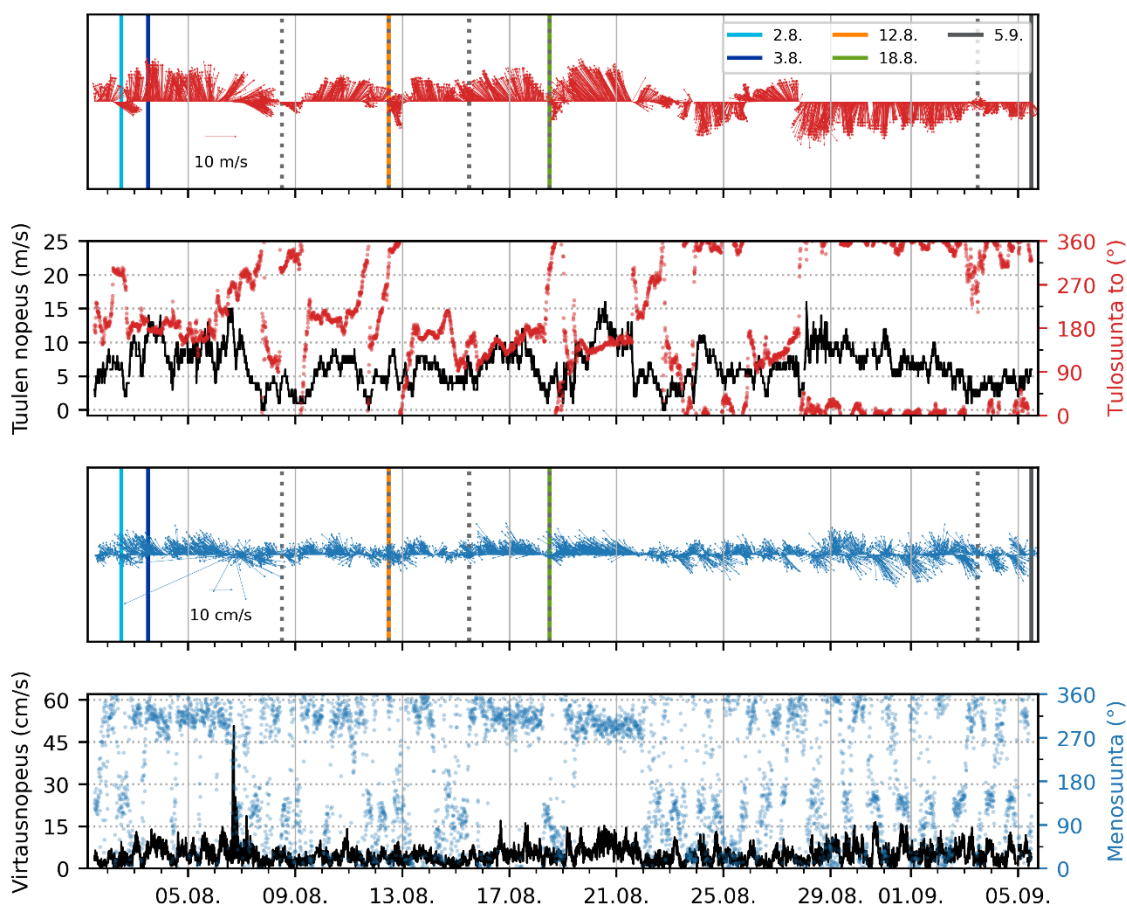 2.8. 12.8. 5.9.
3.8. 18.8.
10 m/s
Tuulen nopeus (m/s)
25
20
15
10
5
0
360
270
180
90
0
Tulosuunta to (°)
10 cm/s
Virtausnopeus (cm/s)
60
45
30
15
0
360
270
180
90
0
Menosuunta (°)
05.08. 09.08. 13.08. 17.08. 21.08. 25.08. 29.08. 01.09. 05.09.